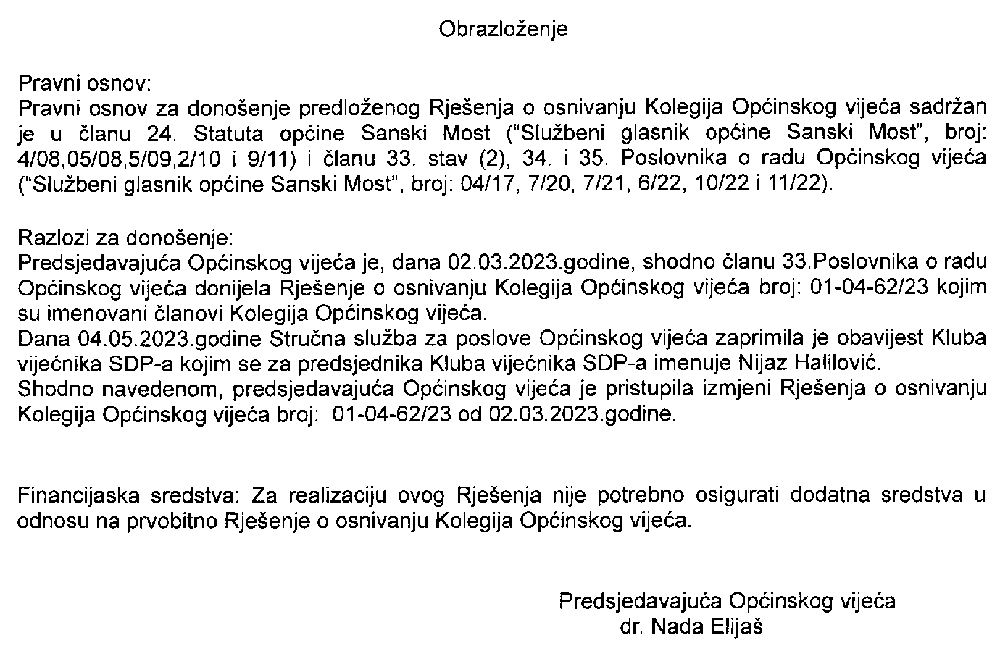 Obrazloženje
Pravni osnov:
Pravni osnov za donošenje predloženog Rješenja o osnivanju Kolegija Općinskog vijeća sadržan
je u članu 24. Statuta općine Sanski Most ("Službeni glasnik općine Sanski Most", broj:
4/08,05/08,5/09,2/10 i 9/11) i članu 33. stav (2), 34. i 35. Poslovnika o radu Općinskog vijeća
("Službeni glasnik općine Sanski Most", broj: 04/17, 7/20, 7/21, 6/22, 10/22 i 11/22).
Razlozi za donošenje:
Predsjedavajuća Općinskog vijeća je, dana 02.03.2023.godine, shodno članu 33.Poslovnika o radu
Općinskog vijeća donijela Rješenje o osnivanju Kolegija Općinskog vijeća broj: 01-04-62/23 kojim
su imenovani članovi Kolegija Općinskog vijeća.
Dana 04.05.2023.godine Stručna služba za poslove Općinskog vijeća zaprimila je obavijest Kluba
vijećnika SDP-a kojim se za predsjednika Kluba vijećnika SDP-a imenuje Nijaz Halilović.
Shodno navedenom, predsjedavajuća Općinskog vijeća je pristupila izmjeni Rješenja o osnivanju
Kolegija Općinskog vijeća broj: 01-04-62/23 od 02.03.2023.godine.
Financijaska sredstva: Za realizaciju ovog Rješenja nije potrebno osigurati dodatna sredstva u
odnosu na prvobitno Rješenje o osnivanju Kolegija Općinskog vijeća.
Predsjedavajuća Općinskog vijeća
dr. Nada Elijaš